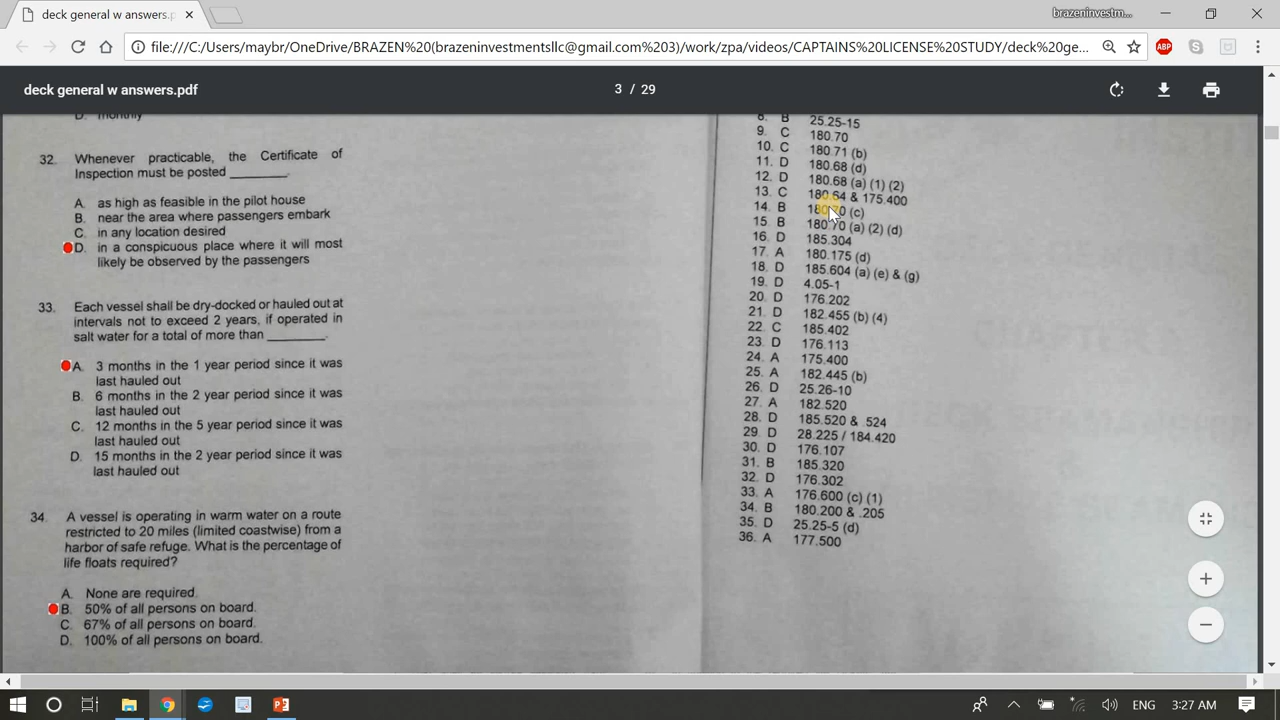 deck general w answers.p
brazeninvestm...
file:///C:/Users/maybr/OneDrive/BRAZEN%20(brazeninvestmentsllc@gmail.com%203)/work/zpa/videos/CAPTAINS%20LICENSE%20STUDY/deck%20ge...
ABP
deck general w answers.pdf
3 / 29
D. monthly
32. Whenever practicable, the Certificate of
Inspection must be posted ________.
A. as high as feasible in the pilot house
B. near the area where passengers embark
C. in any location desired
D. in a conspicuous place where it will most
likely be observed by the passengers
33. Each vessel shall be dry-docked or hauled out at
intervals not to exceed 2 years, if operated in
salt water for a total of more than ________.
A. 3 months in the 1 year period since it was
last hauled out
B. 6 months in the 2 year period since it was
last hauled out
C. 12 months in the 5 year period since it was
last hauled out
D. 15 months in the 2 year period since it was
last hauled out
34. A vessel is operating in warm water on a route
restricted to 20 miles (limited coastwise) from a
harbor of safe refuge. What is the percentage of
life floats required?
A. None are required.
B. 50% of all persons on board.
C. 67% of all persons on board.
D. 100% of all persons on board.
8. B 25.25-15
9. C 180.70
10. C 180.71 (b)
11. D 180.68 (d)
12. D 180.68 (a) (1) (2)
13. C 180.64 & 175.400
14. B 180.70 (c)
15. B 180.70 (a) (2) (d)
16. D 185.304
17. A 180.175 (d)
18. D 185.604 (a) (e) & (g)
19. D 4.05-1
20. D 176.202
21. D 182.455 (b) (4)
22. C 185.402
23. D 176.113
24. A 175.400
25. A 182.445 (b)
26. D 25.26-10
27. A 182.520
28. D 185.520 & .524
29. D 28.225 / 184.420
30. D 176.107
31. B 185.320
32. D 176.302
33. A 176.600 (c) (1)
34. B 180.200 & .205
35. D 25.25-5 (d)
36. A 177.500
ENG
3:27 AM